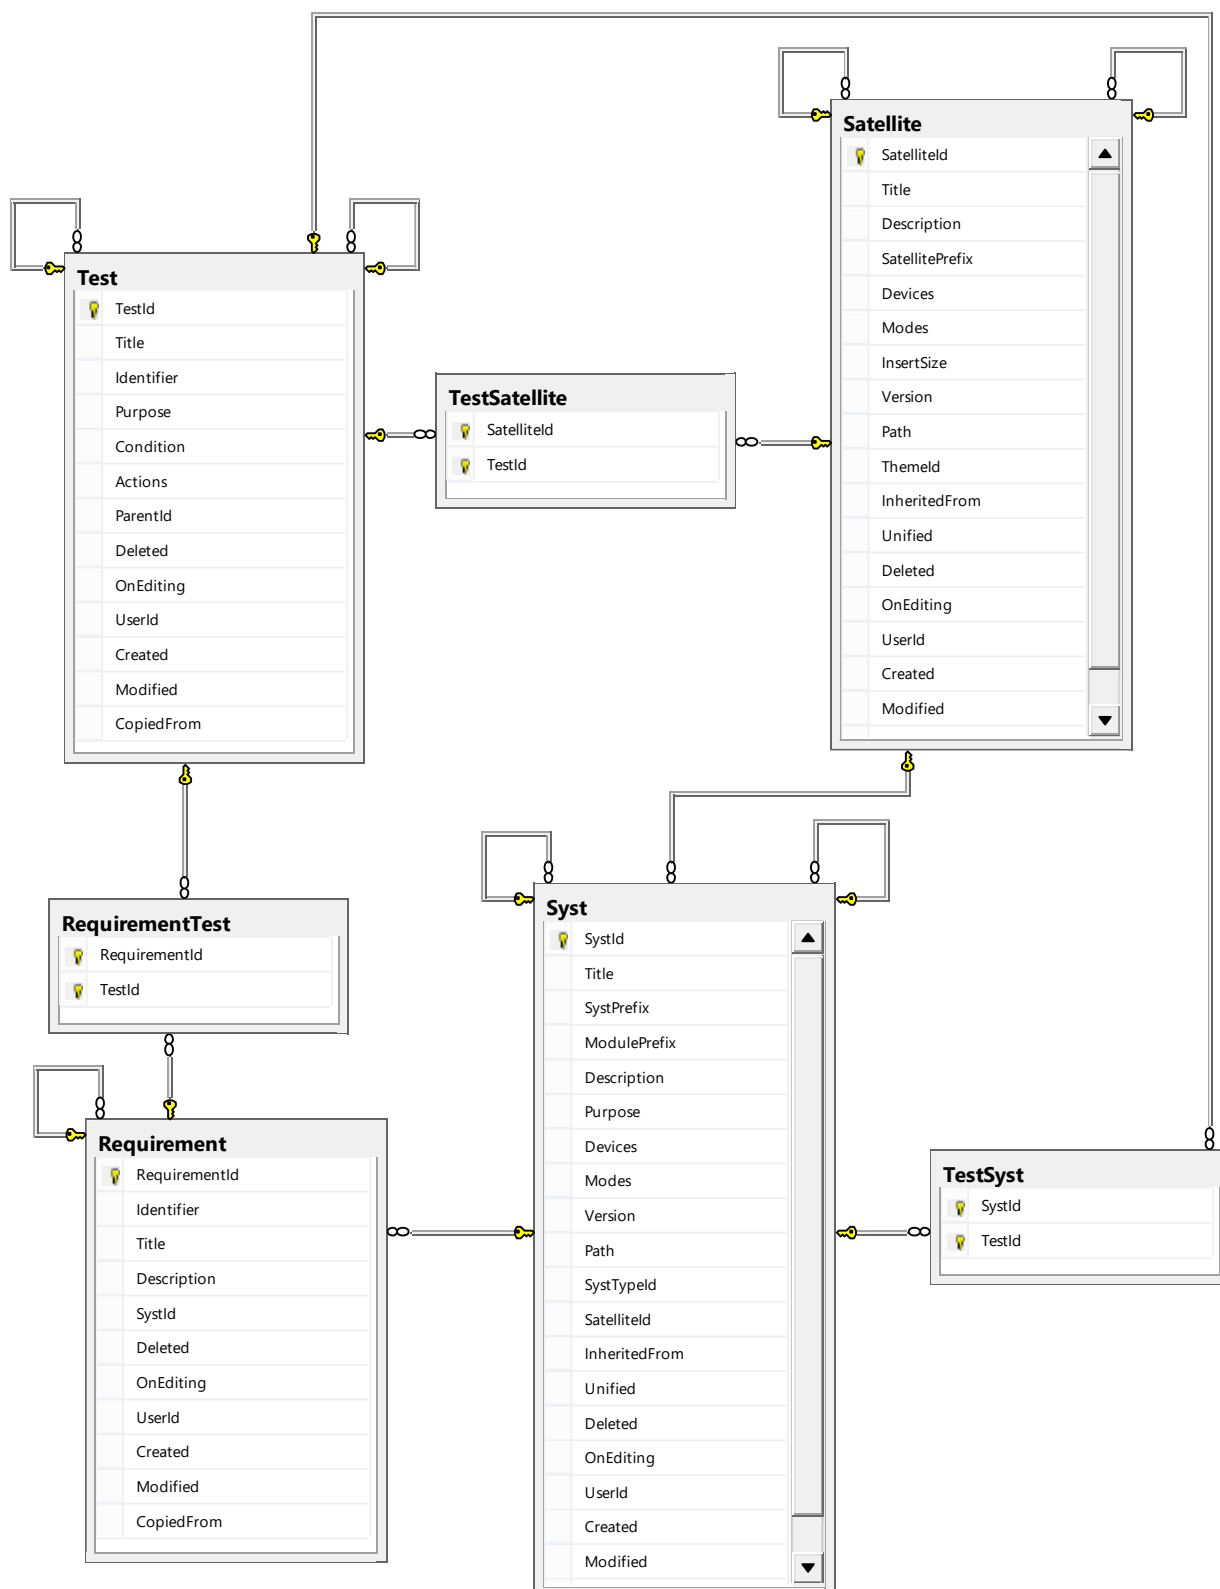 Satellite
SatelliteId
Title
Description
SatellitePrefix
Devices
Modes
InsertSize
Version
Path
ThemeId
InheritedFrom
Unified
Deleted
OnEditing
UserId
Created
Modified
Test
TestId
Title
Identifier
Purpose
Condition
Actions
ParentId
Deleted
OnEditing
UserId
Created
Modified
CopiedFrom
TestSatellite
SatelliteId
TestId
RequirementTest
RequirementId
TestId
Syst
SystId
Title
SystPrefix
ModulePrefix
Description
Purpose
Devices
Modes
Version
Path
SystTypeId
SatelliteId
InheritedFrom
Unified
Deleted
OnEditing
UserId
Created
Modified
Requirement
RequirementId
Identifier
Title
Description
SystId
Deleted
OnEditing
UserId
Created
Modified
CopiedFrom
TestSyst
SystId
TestId